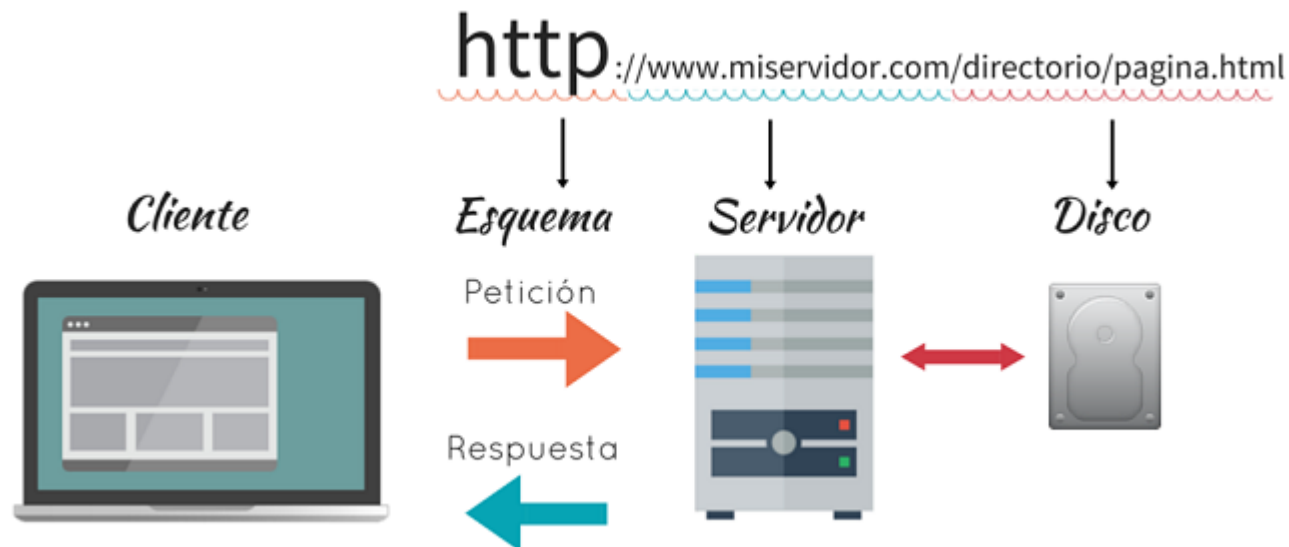 http://www.miservidor.com/directorio/pagina.html
Cliente
Esquema
Servidor
Disco
Petición
Respuesta